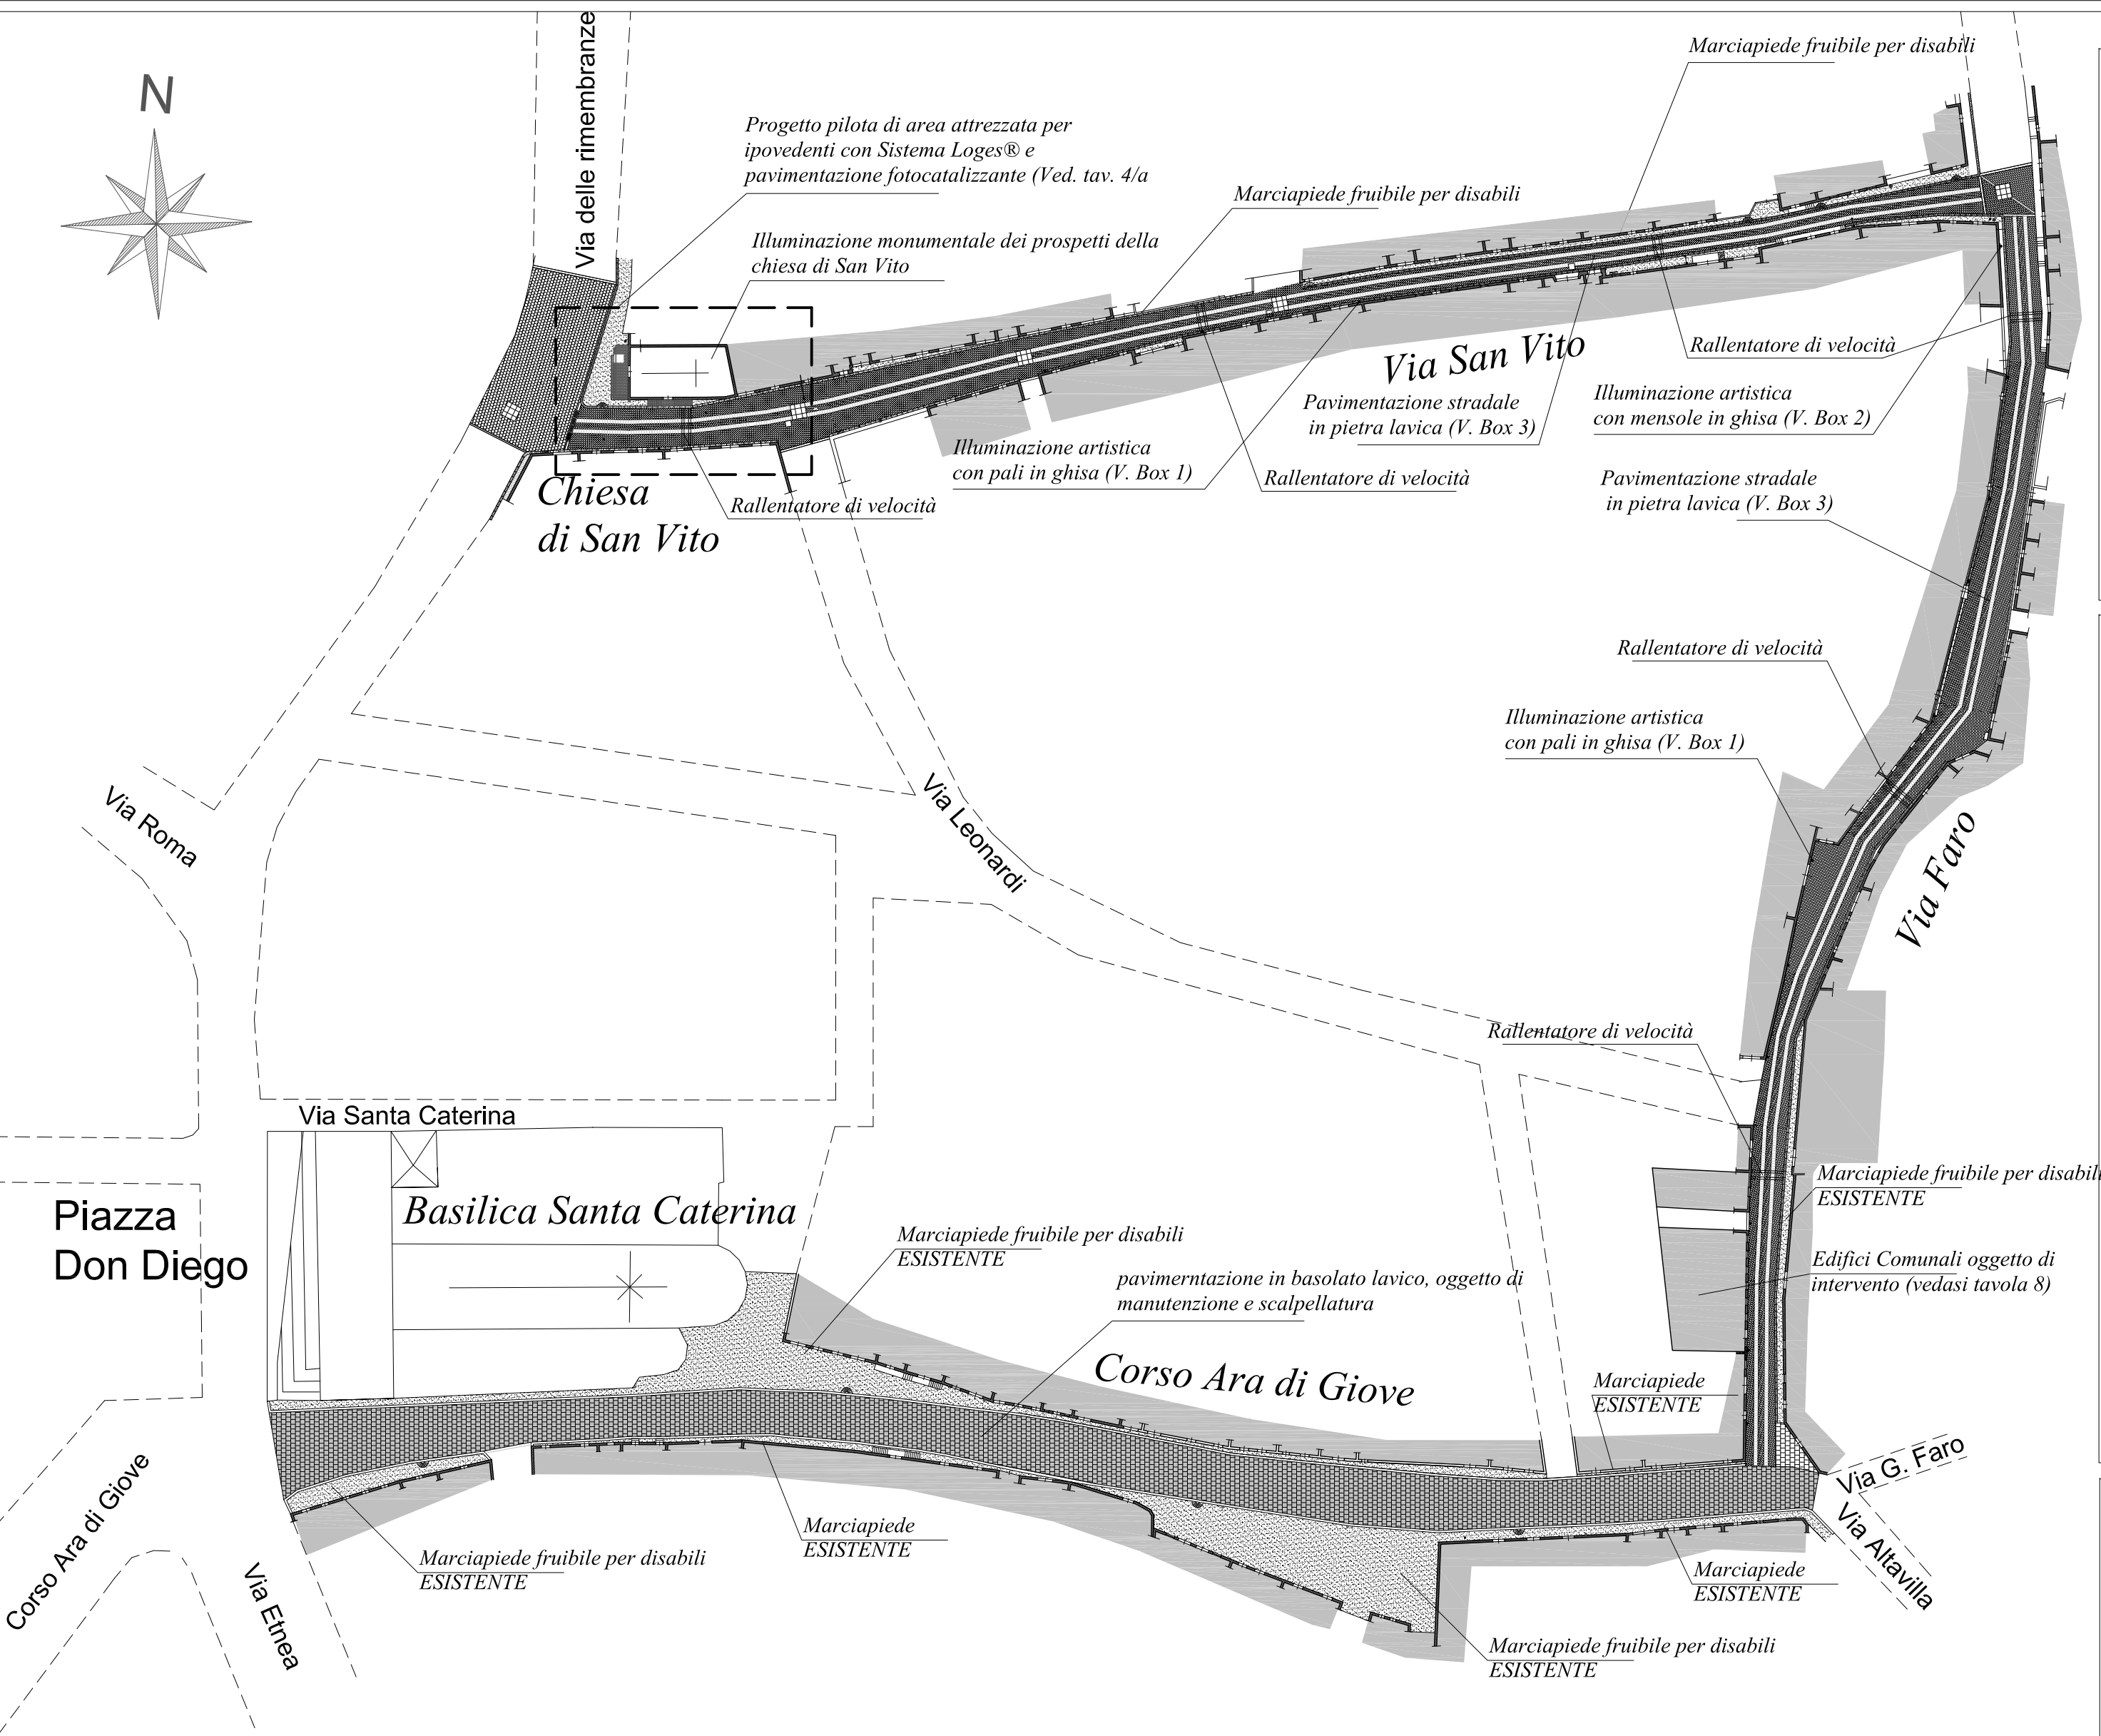 N
Via delle rimembranze
Progetto pilota di area attrezzata per
ipovedenti con Sistema Loges® e
pavimentazione fotocatalizzante (Ved. tav. 4/a
Illuminazione monumentale dei prospetti della
chiesa di San Vito
Marciapiede fruibile per disabili
Marciapiede fruibile per disabili
Via San Vito
Rallentatore di velocità
Pavimentazione stradale
in pietra lavica (V. Box 3)
Illuminazione artistica
con mensole in ghisa (V. Box 2)
Illuminazione artistica
con pali in ghisa (V. Box 1)
Rallentatore di velocità
Pavimentazione stradale
in pietra lavica (V. Box 3)
Chiesa
di San Vito
Rallentatore di velocità
Rallentatore di velocità
Illuminazione artistica
con pali in ghisa (V. Box 1)
Via Roma
Via Leonardi
Via Faro
Rallentatore di velocità
Via Santa Caterina
Piazza
Don Diego
Basilica Santa Caterina
Marciapiede fruibile per disabili
ESISTENTE
Marciapiede fruibile per disabili
ESISTENTE
pavimerntazione in basolato lavico, oggetto di
manutenzione e scalpellatura
Edifici Comunali oggetto di
intervento (vedasi tavola 8)
Corso Ara di Giove
Marciapiede
ESISTENTE
Via G. Faro
Via Altavilla
Corso Ara di Giove
Via Etnea
Marciapiede fruibile per disabili
ESISTENTE
Marciapiede
ESISTENTE
Marciapiede
ESISTENTE
Marciapiede fruibile per disabili
ESISTENTE